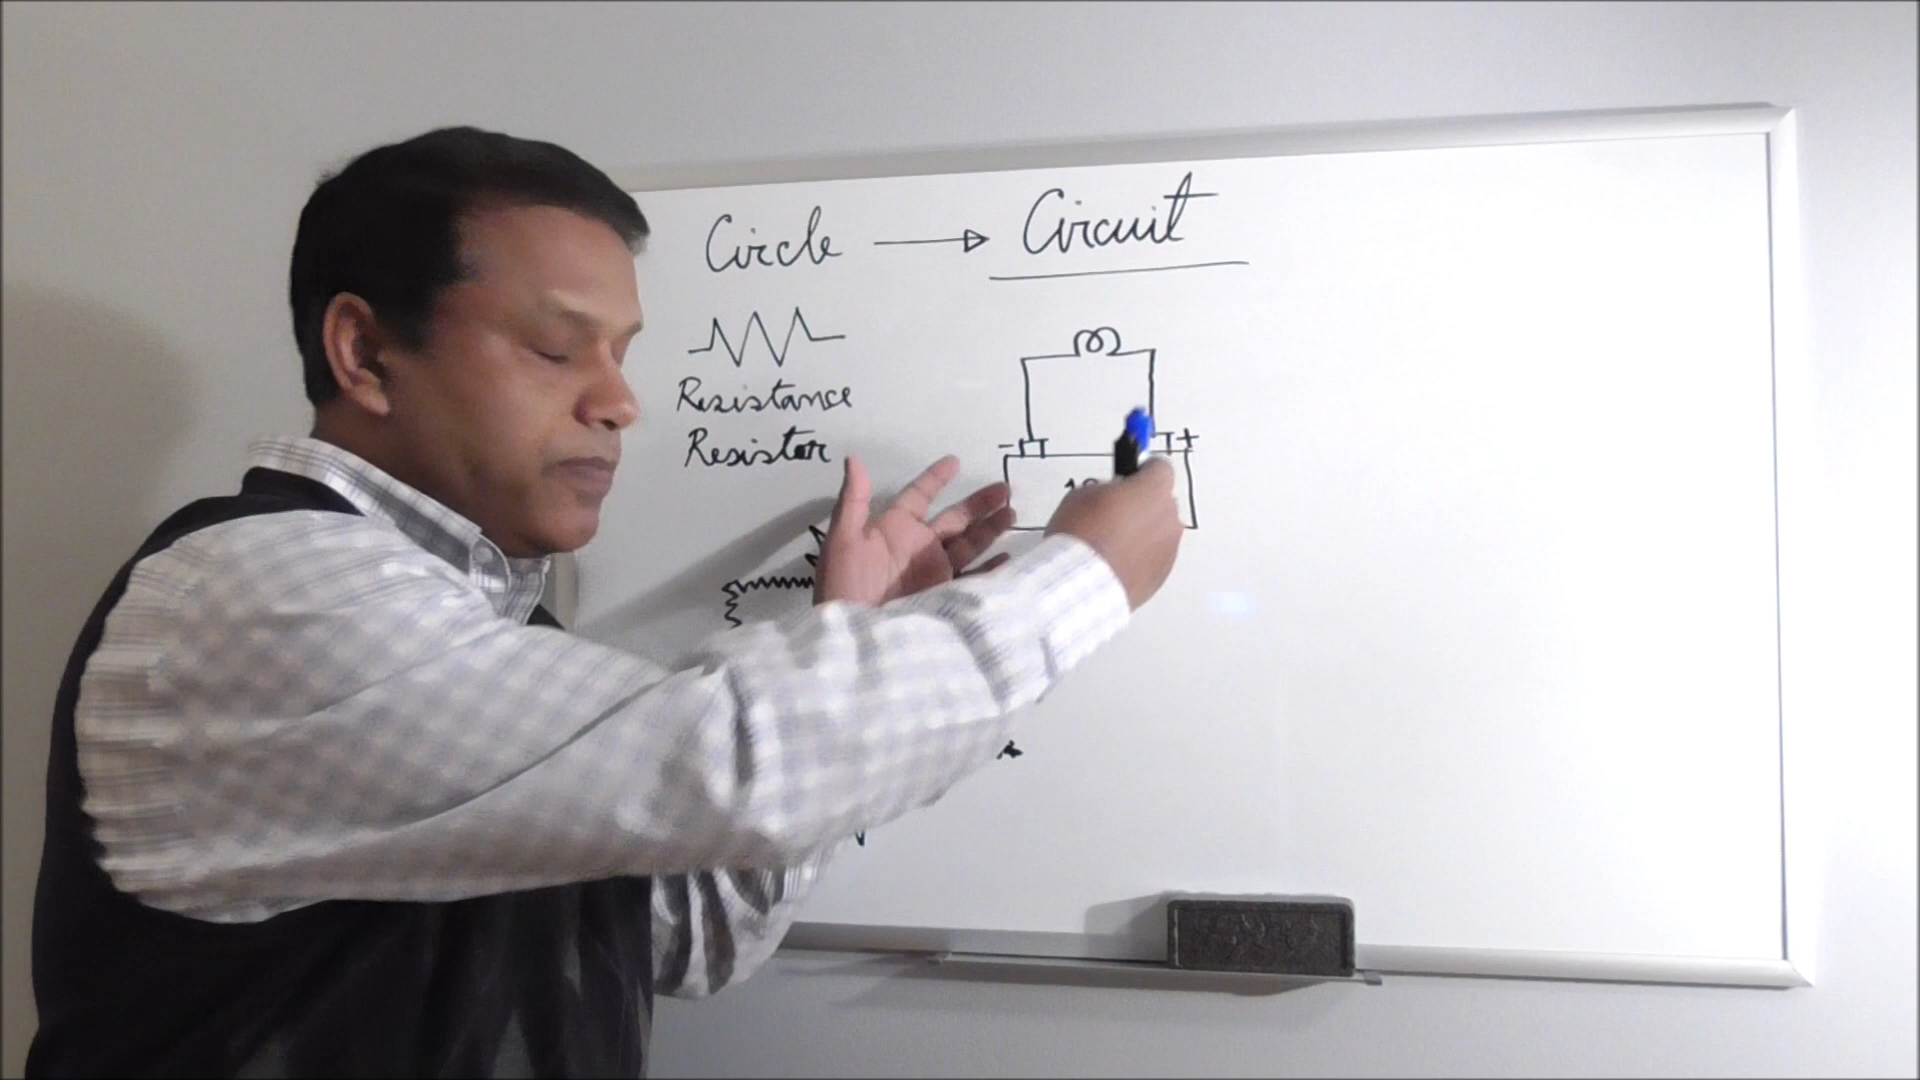 Circle → Circuit
Resistance
Resistor
- +